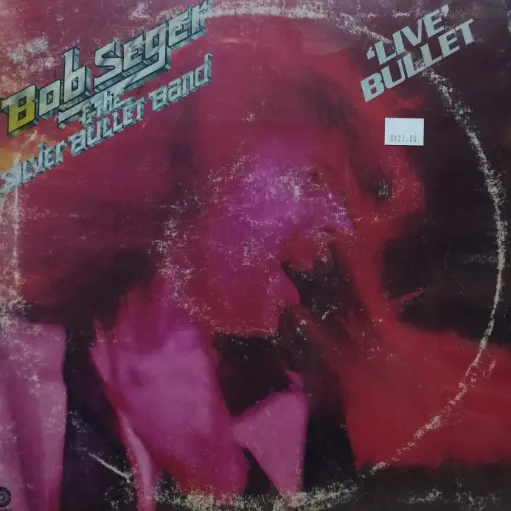 Bob Seger
& the
Silver Bullet Band
'LIVE'
BULLET